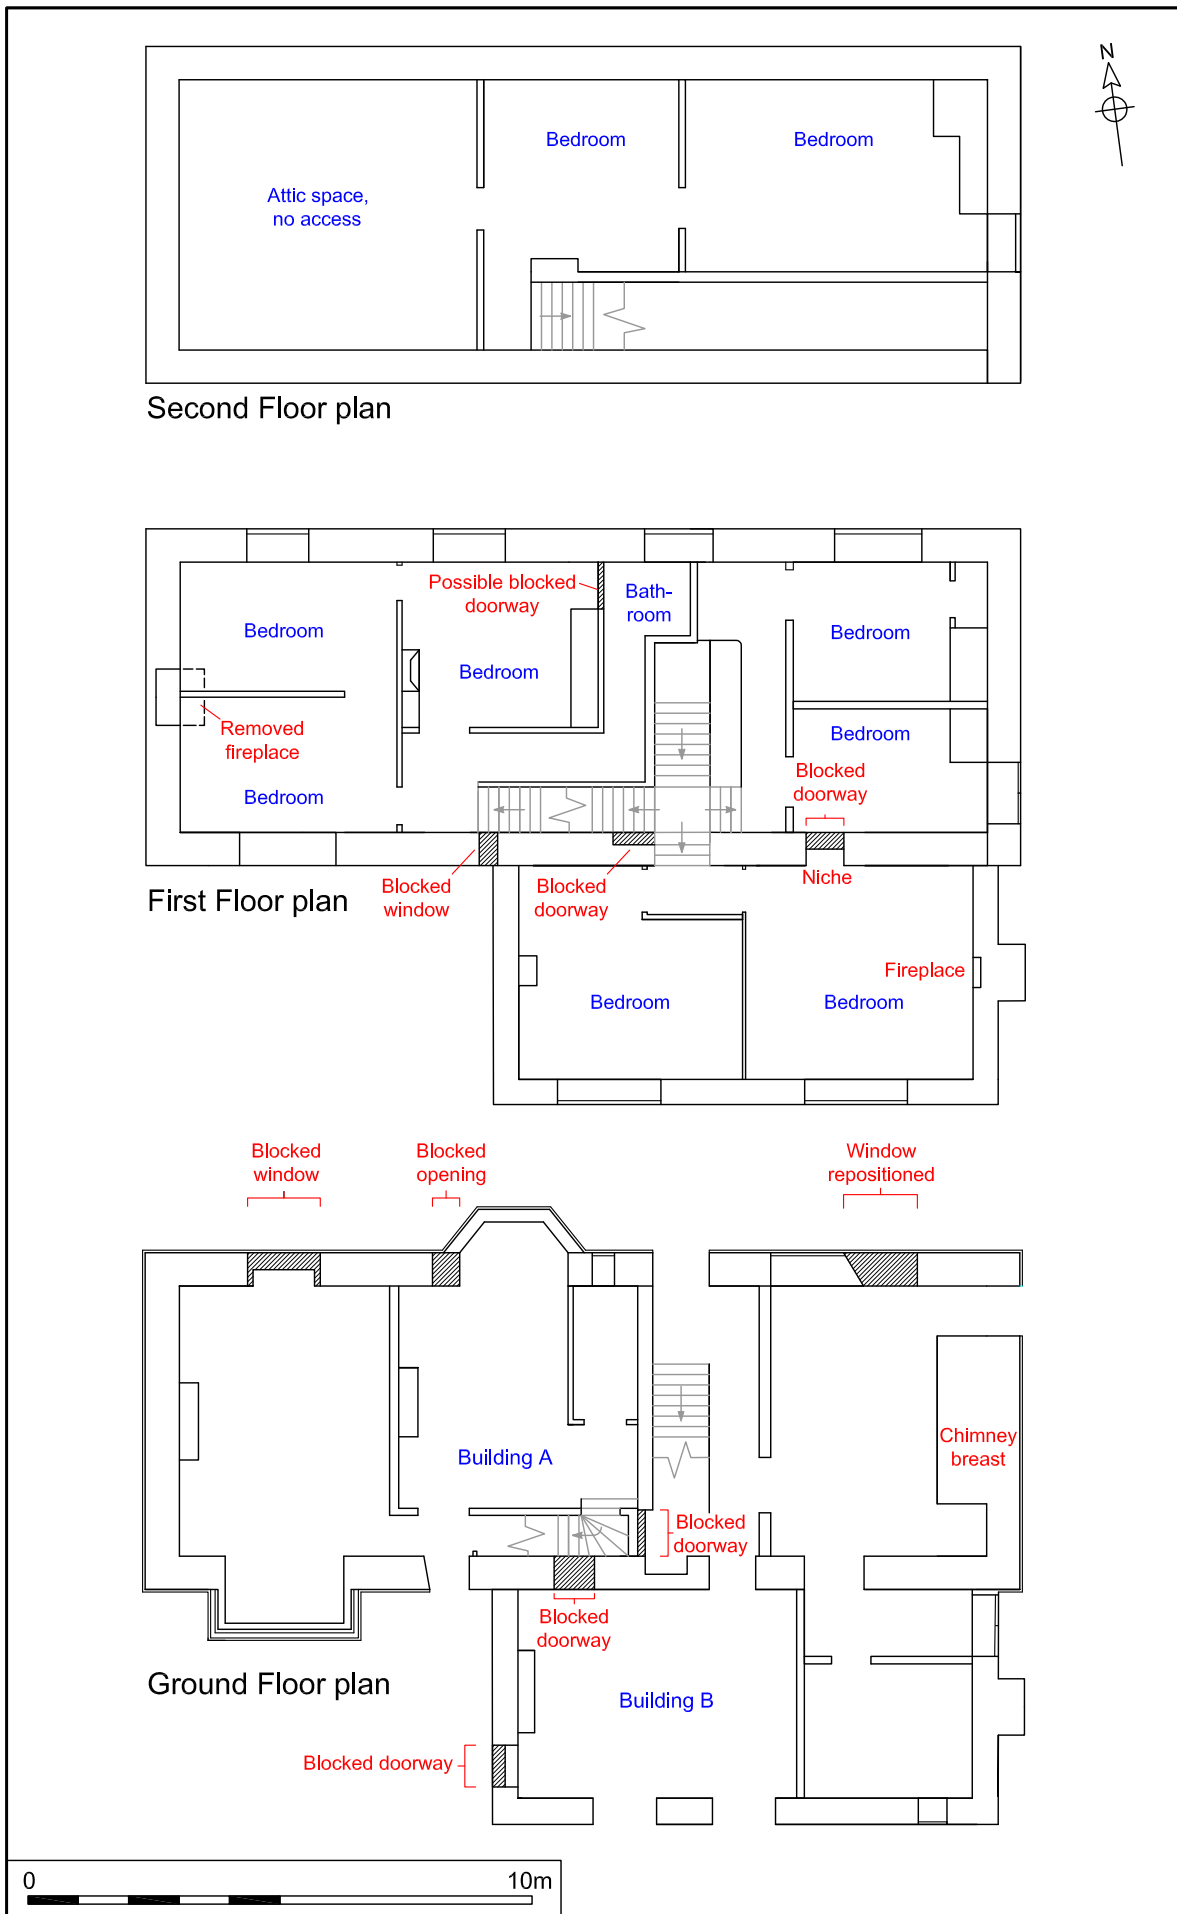 N
Bedroom
Bedroom
Attic space,
no access
Second Floor plan
Possible blocked
doorway
Bath-
room
Bedroom
Bedroom
Bedroom
Removed
fireplace
Bedroom
Blocked
doorway
Bedroom
First Floor plan
Blocked
window
Blocked
doorway
Niche
Fireplace
Bedroom
Bedroom
Blocked
window
Blocked
opening
Window
repositioned
Building A
Chimney
breast
Blocked
doorway
Blocked
doorway
Ground Floor plan
Building B
Blocked doorway
0
10m